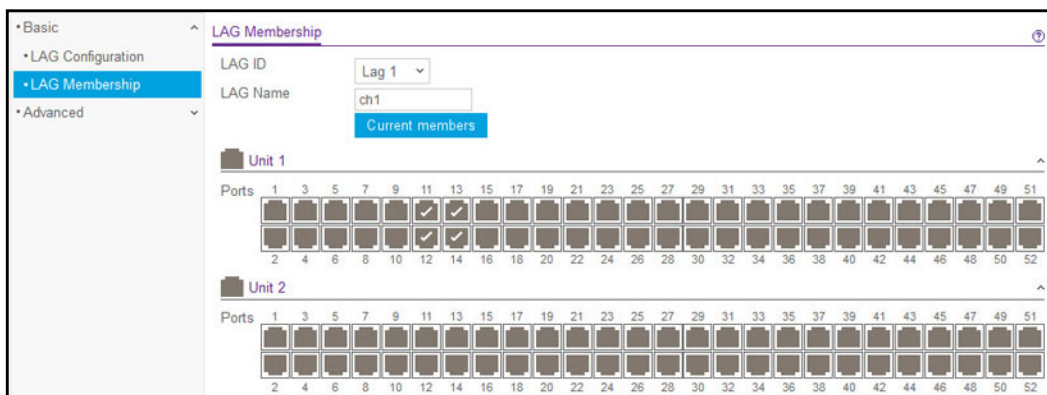 Basic
LAG Configuration
LAG Membership
Advanced
LAG Membership
LAG ID
Lag 1
LAG Name
ch1
Current members
Unit 1
Ports 1 3 5 7 9 11 13 15 17 19 21 23 25 27 29 31 33 35 37 39 41 43 45 47 49 51
2 4 6 8 10 12 14 16 18 20 22 24 26 28 30 32 34 36 38 40 42 44 46 48 50 52
Unit 2
Ports 1 3 5 7 9 11 13 15 17 19 21 23 25 27 29 31 33 35 37 39 41 43 45 47 49 51
2 4 6 8 10 12 14 16 18 20 22 24 26 28 30 32 34 36 38 40 42 44 46 48 50 52